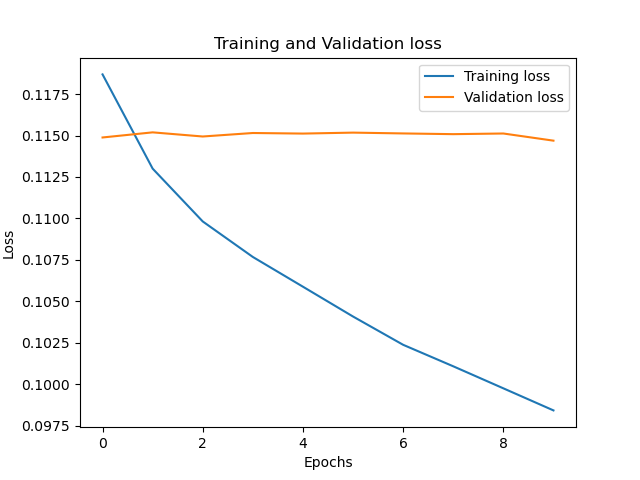 Training and Validation loss
Training loss
Validation loss
0.1175
0.1150
0.1125
0.1100
0.1075
0.1050
0.1025
0.1000
0.0975
Loss
0 2 4 6 8
Epochs